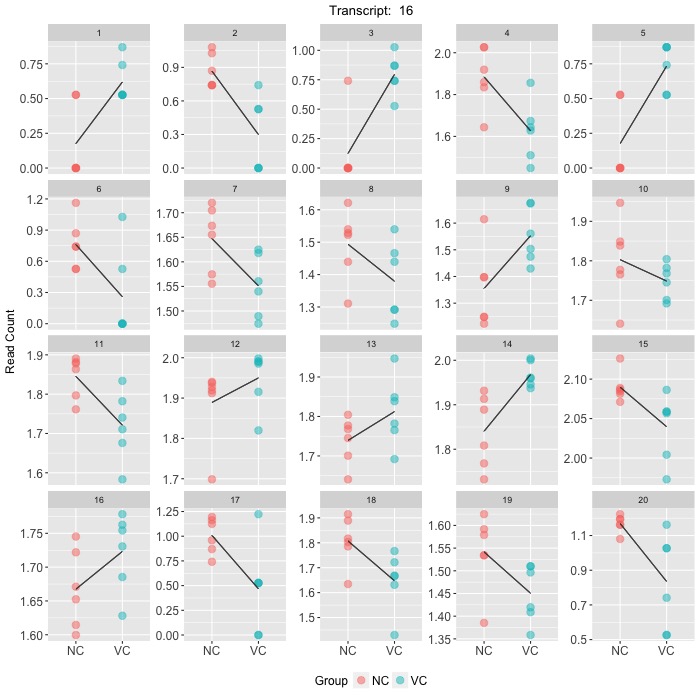 Transcript: 16
1 2 3 4 5
0.75 0.50 0.25 0.00
0.9 0.6 0.3 0.0
1.00 0.75 0.50 0.25 0.00
2.0 1.8 1.6
0.75 0.50 0.25 0.00
6 7 8 9 10
1.2 0.9 0.6 0.3 0.0
1.70 1.65 1.60 1.55 1.50
1.6 1.5 1.4 1.3
1.6 1.5 1.4 1.3
1.9 1.8 1.7
Read Count
11 12 13 14 15
1.9 1.8 1.7 1.6
2.0 1.9 1.8 1.7
1.9 1.8 1.7
2.0 1.9 1.8
2.10 2.05 2.00
16 17 18 19 20
1.75 1.70 1.65 1.60
1.25 1.00 0.75 0.50 0.25 0.00
1.9 1.8 1.7 1.6 1.5
1.60 1.55 1.50 1.45 1.40 1.35
1.1 0.9 0.7 0.5
NC VC NC VC NC VC NC VC NC VC
Group NC VC